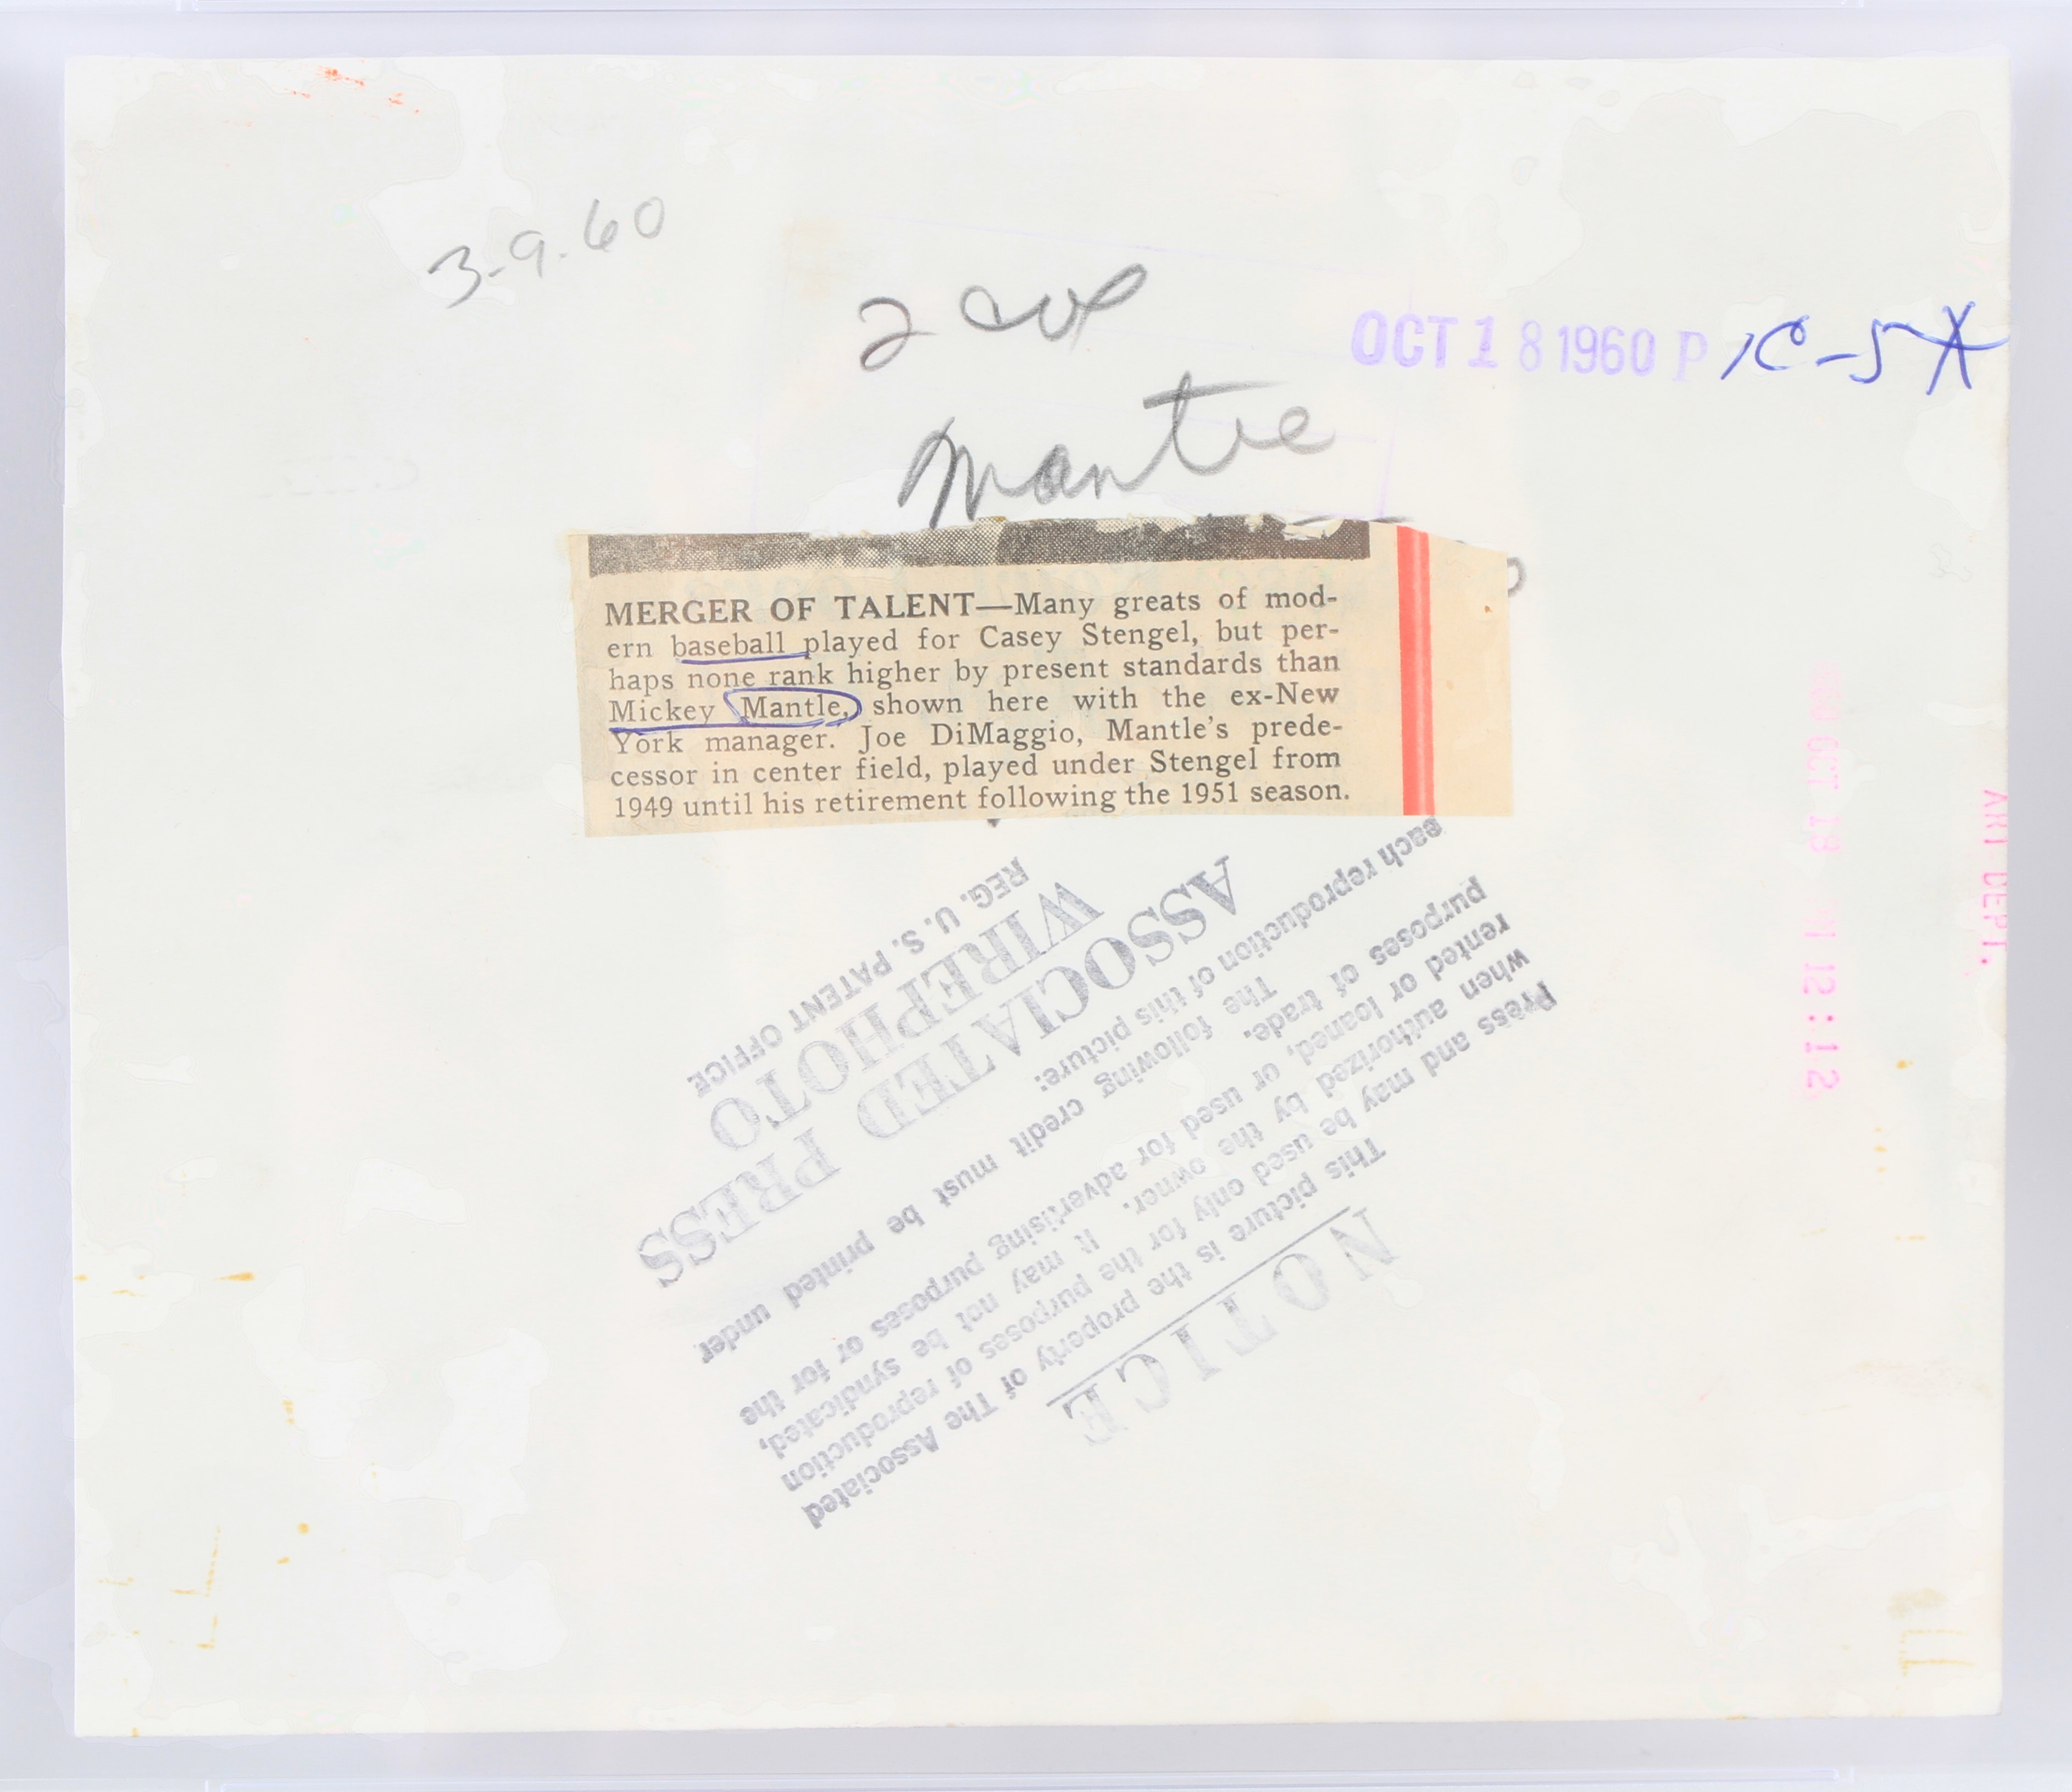 3-9.60
2 col
Mantle
OCT 18 1960 P 1C-5
MERGER OF TALENT—Many greats of mod-
ern baseball played for Casey Stengel, but per-
haps none rank higher by present standards than
Mickey Mantle, shown here with the ex-New
York manager. Joe DiMaggio, Mantle's prede-
cessor in center field, played under Stengel from
1949 until his retirement following the 1951 season.
NOTICE
This picture is the property of The Associated
Press and may be used only for the purposes of reproduction
when authorized by the owner. It may not be syndicated,
rented or loaned, or used for advertising purposes or for the
purposes of trade.
The following credit must be printed under
each reproduction of this picture:
ASSOCIATED PRESS
WIREPHOTO
REG. U. S. PATENT OFFICE
OCT 18 12:12
ART DEPT.